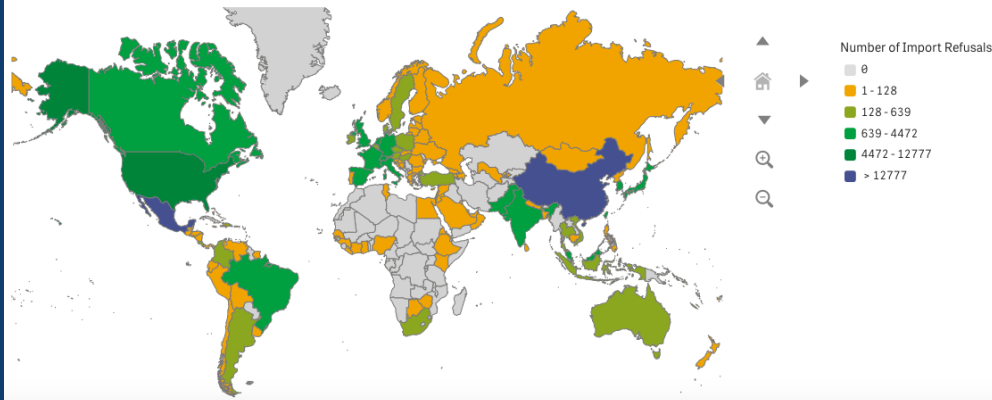 Number of Import Refusals
0
1 - 128
128 - 639
639 - 4472
4472 - 12777
> 12777